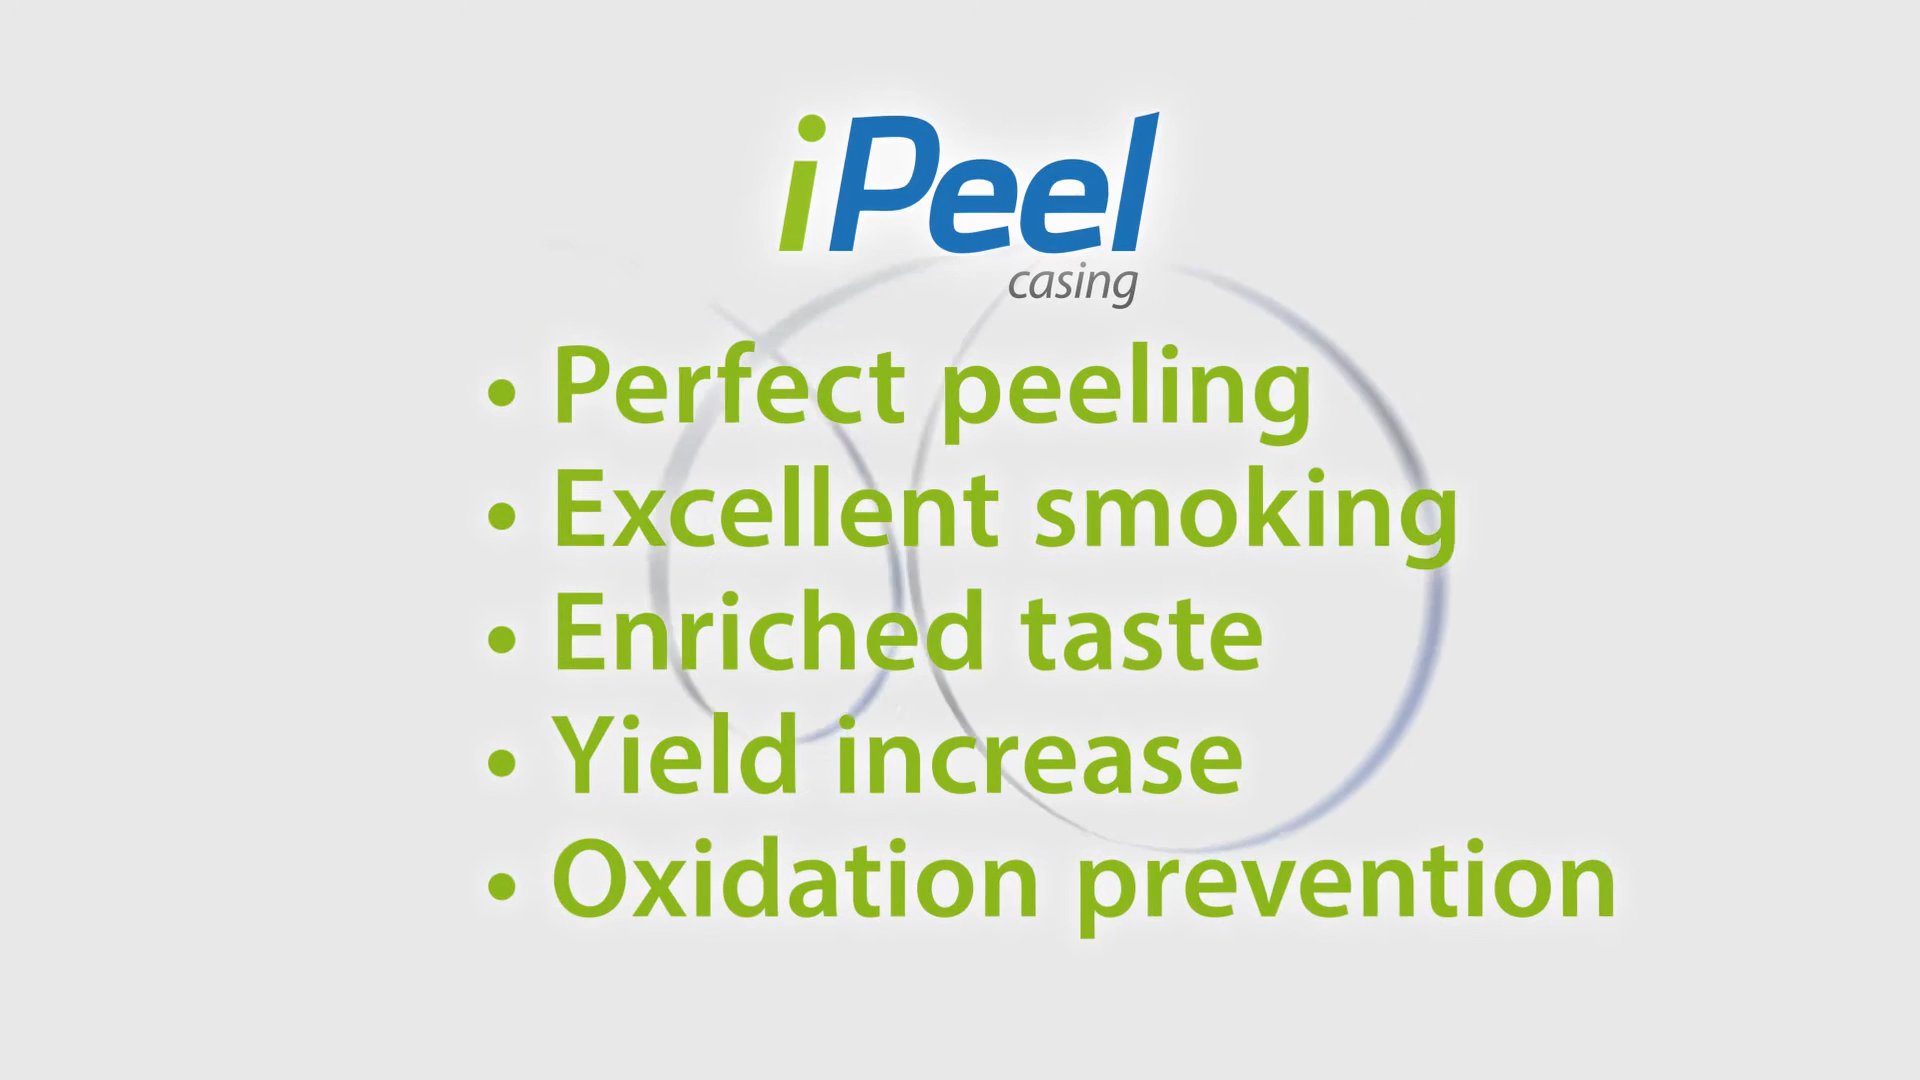 iPeel
casing
• Perfect peeling
• Excellent smoking
• Enriched taste
• Yield increase
• Oxidation prevention